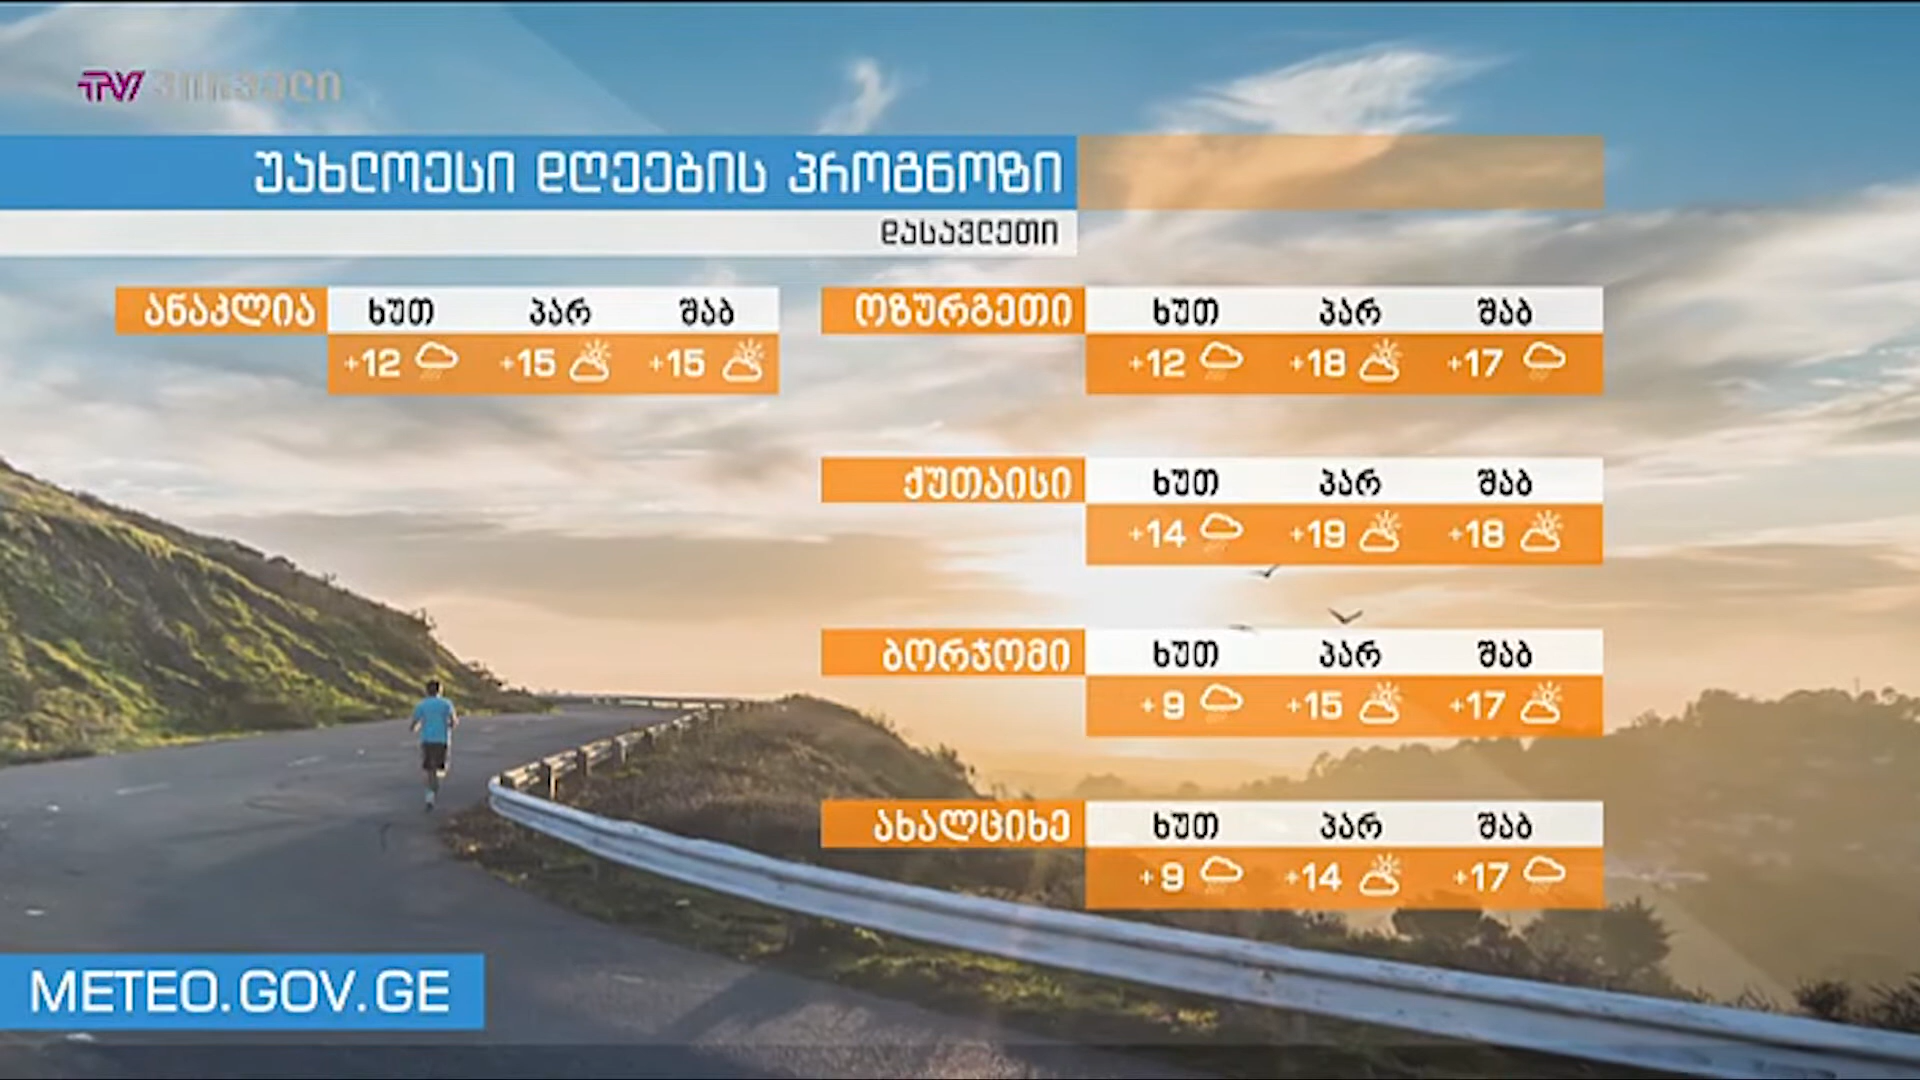 TV პირველი
უახლოესი დღეების პროგნოზი
დასავლეთი
ანაკლია ხუთ პარ შაბ
+12 +15 +15
ოზურგეთი ხუთ პარ შაბ
+12 +18 +17
ქუთაისი ხუთ პარ შაბ
+14 +19 +18
ბორჯომი ხუთ პარ შაბ
+9 +15 +17
ახალციხე ხუთ პარ შაბ
+9 +14 +17
METEO.GOV.GE